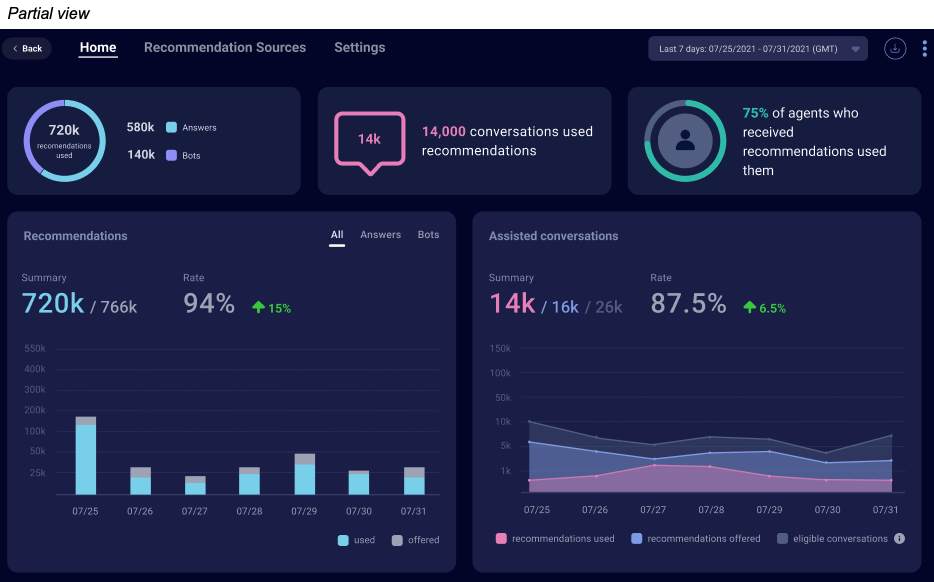 Partial view
Back
Home
Recommendation Sources
Settings
Last 7 days: 07/25/2021 - 07/31/2021 (GMT)
720k
recommendations
used
580k Answers
140k Bots
14k
14,000 conversations used
recommendations
75% of agents who
received
recommendations used
them
Recommendations
All
Answers
Bots
Summary
720k / 766k
Rate
94%
15%
550k
400k
300k
200k
100k
50k
25k
07/25
07/26
07/27
07/28
07/29
07/30
07/31
used
offered
Assisted conversations
Summary
14k / 16k / 26k
Rate
87.5%
6.5%
150k
100k
50k
10k
5k
1k
07/25
07/26
07/27
07/28
07/29
07/30
07/31
recommendations used
recommendations offered
eligible conversations